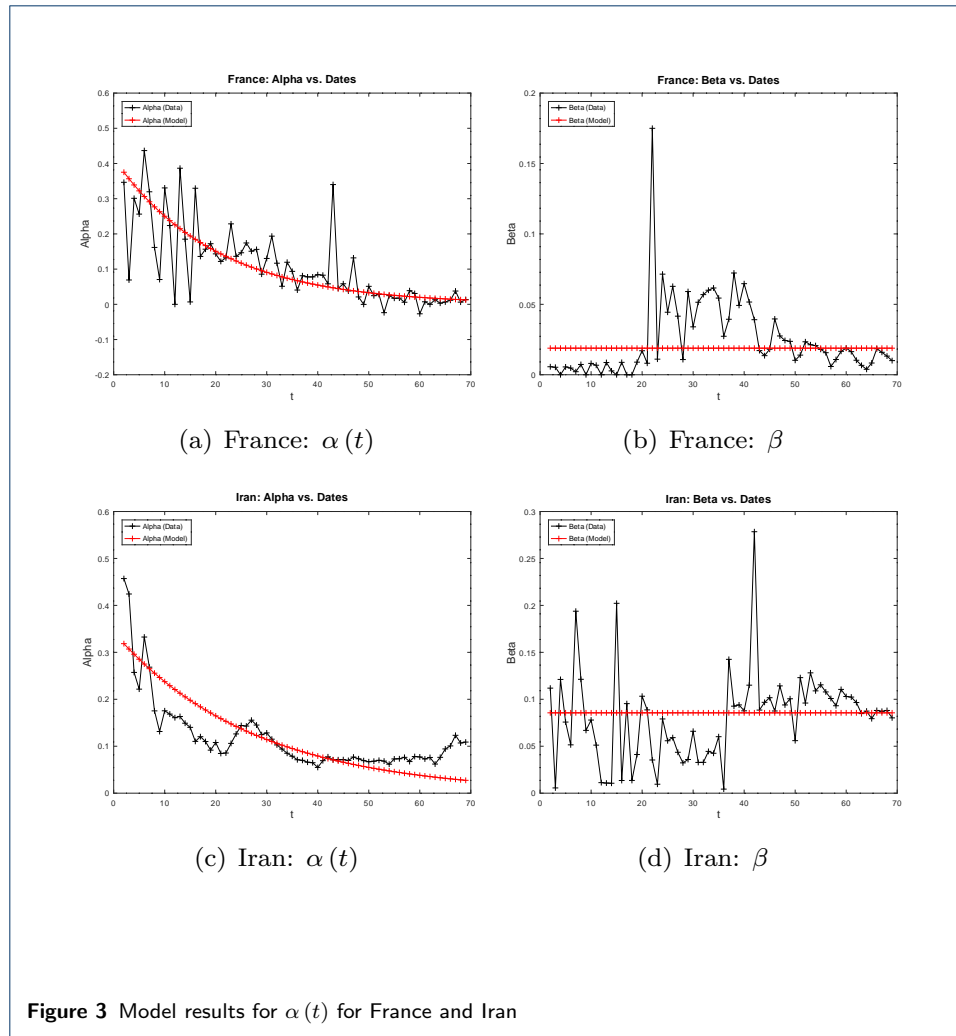 France: Alpha vs. Dates
Alpha (Data)
Alpha (Model)
0.6
0.5
0.4
0.3
0.2
0.1
0
-0.1
-0.2
Alpha
0 10 20 30 40 50 60 70
t
(a) France: α (t)
France: Beta vs. Dates
Beta (Data)
Beta (Model)
0.2
0.15
0.1
0.05
0
Beta
0 10 20 30 40 50 60 70
t
(b) France: β
Iran: Alpha vs. Dates
Alpha (Data)
Alpha (Model)
0.6
0.5
0.4
0.3
0.2
0.1
0
Alpha
0 10 20 30 40 50 60 70
t
(c) Iran: α (t)
Iran: Beta vs. Dates
Beta (Data)
Beta (Model)
0.3
0.25
0.2
0.15
0.1
0.05
0
Beta
0 10 20 30 40 50 60 70
t
(d) Iran: β
Figure 3 Model results for α (t) for France and Iran